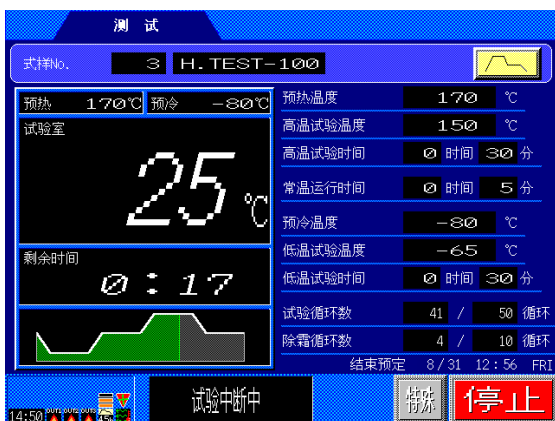 测 试
式样No. 3 H.TEST-100
预热 170℃ 预冷 -80℃
试验室
25℃
剩余时间
0:17
预热温度 170 ℃
高温试验温度 150 ℃
高温试验时间 0 时间 30 分
常温运行时间 0 时间 5 分
预冷温度 -80 ℃
低温试验温度 -65 ℃
低温试验时间 0 时间 30 分
试验循环数 41 / 50 循环
除霜循环数 4 / 10 循环
结束预定 8/31 12:56 FRI
14:50 OUT1 OUT2 OUT3
试验中断中
特殊
停止